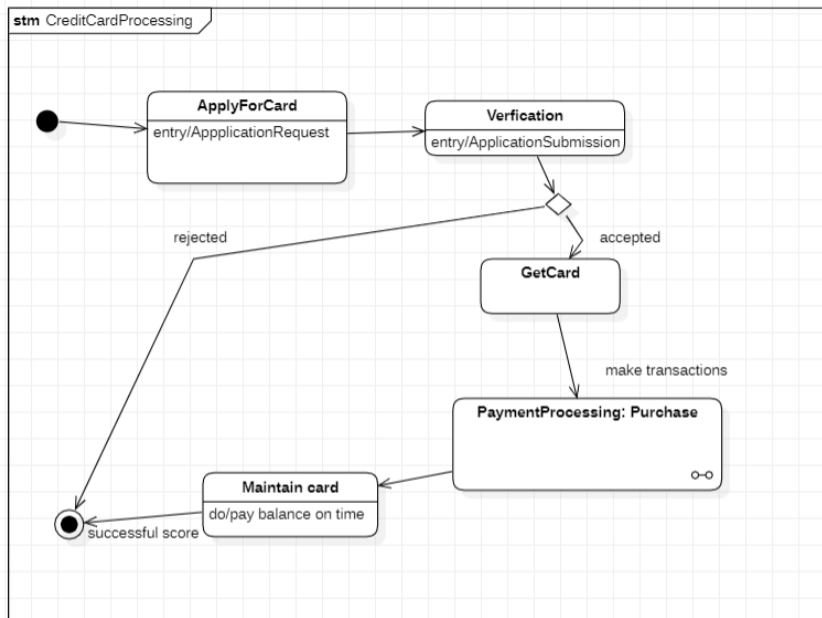 stm CreditCardProcessing
ApplyForCard
entry/AppplicationRequest
Verfication
entry/ApplicationSubmission
rejected
accepted
GetCard
make transactions
PaymentProcessing: Purchase
Maintain card
do/pay balance on time
successful score